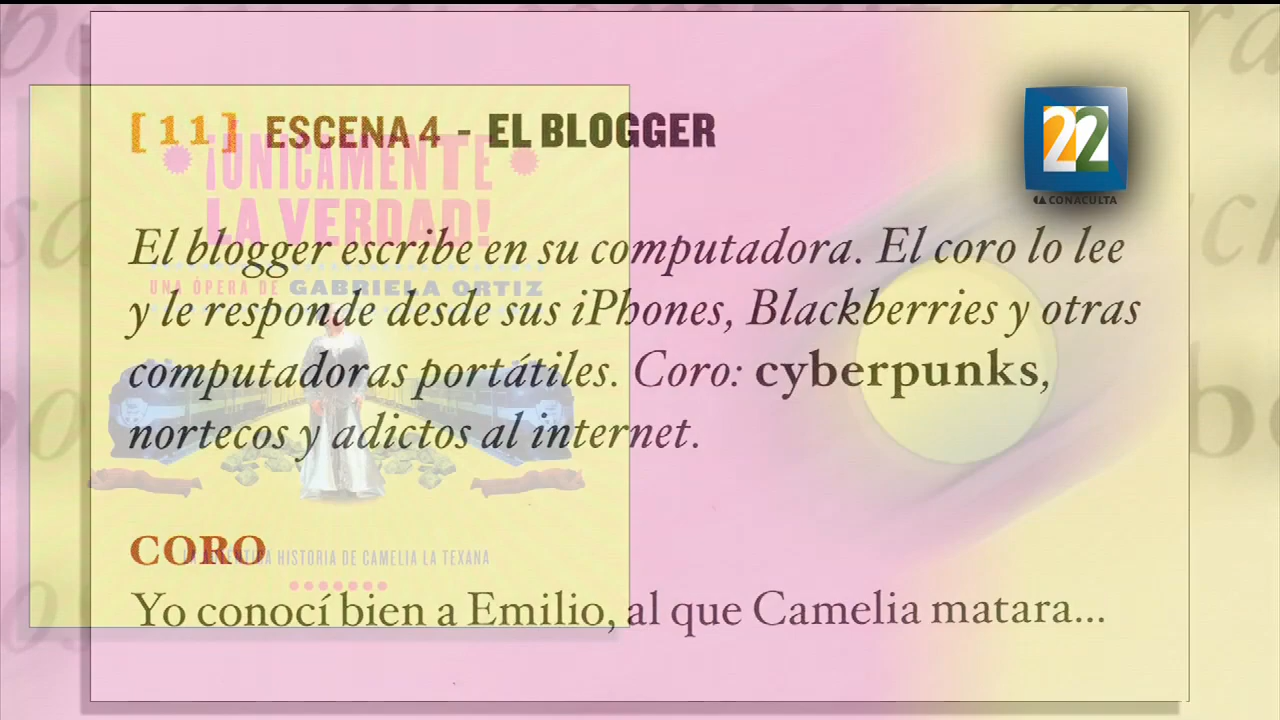 [ 11 ] ESCENA 4 - EL BLOGGER
¡ÚNICAMENTE
LA VERDAD!
El blogger escribe en su computadora. El coro lo lee
UNA ÓPERA DE GABRIELA ORTIZ
y le responde desde sus iPhones, Blackberries y otras
computadoras portátiles. Coro: cyberpunks,
nortecos y adictos al internet.
CORO
LA AUTÉNTICA HISTORIA DE CAMELIA LA TEXANA
Yo conocí bien a Emilio, al que Camelia matara...
22
CONACULTA